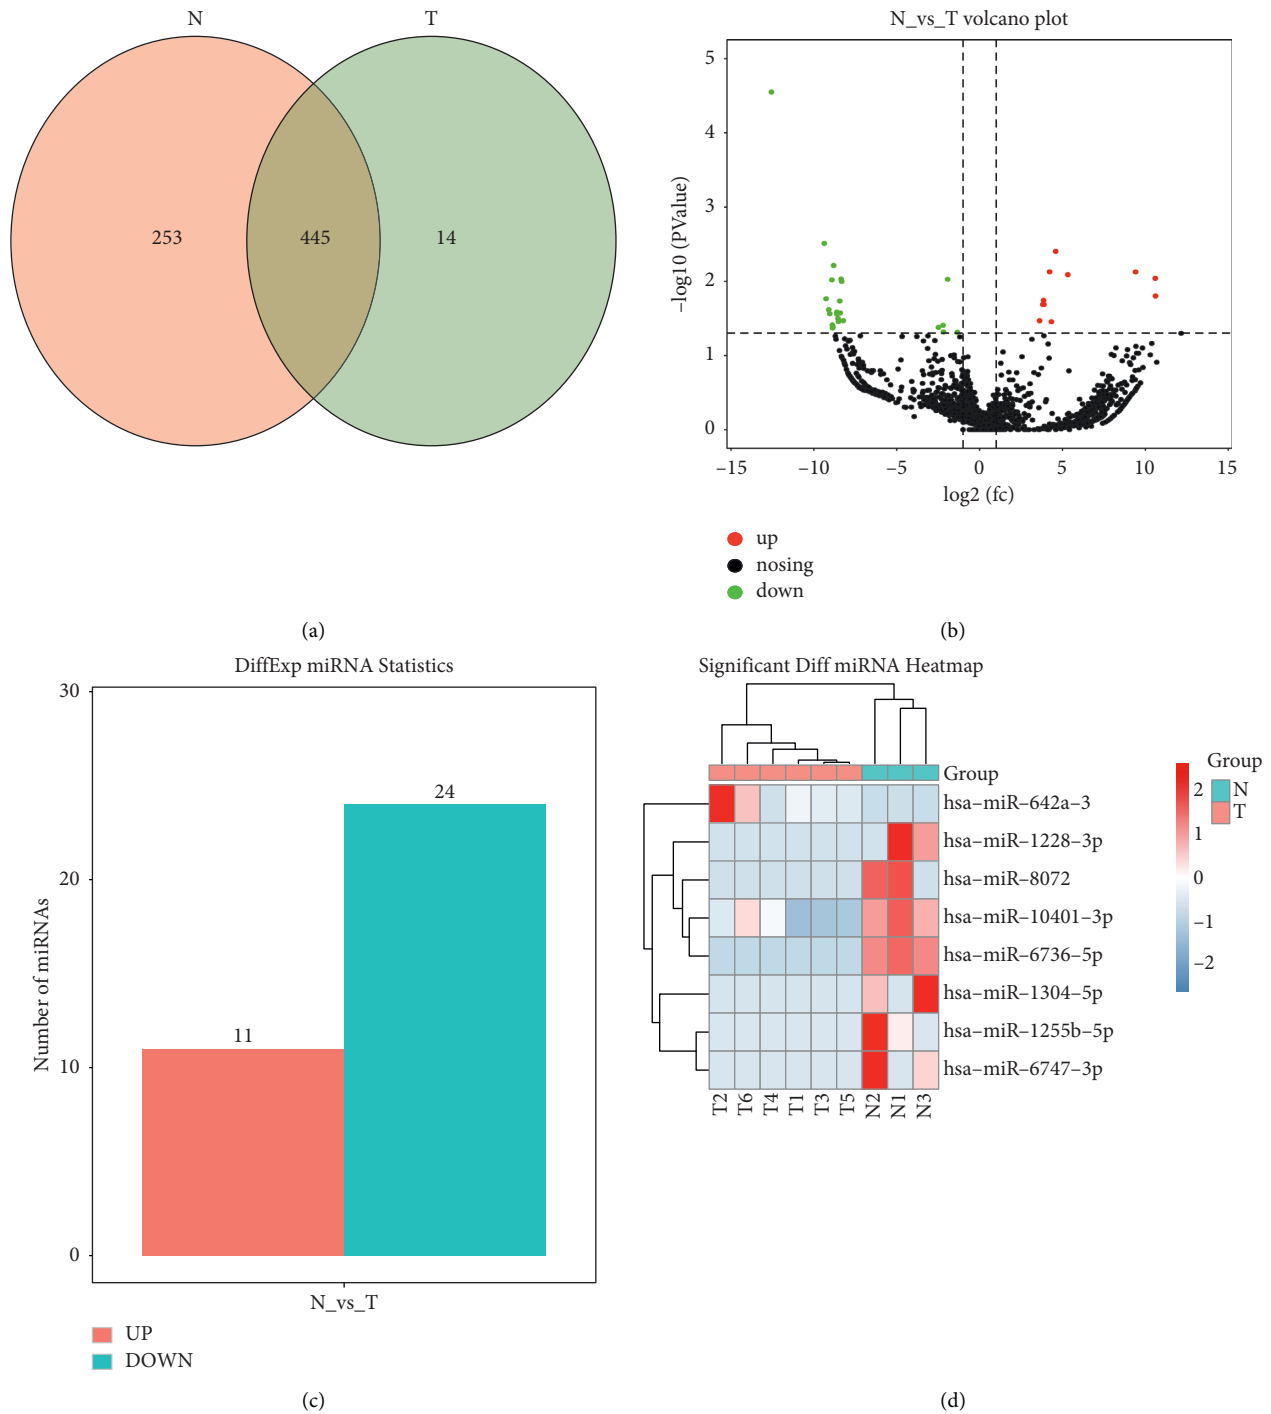 N
T
253
445
14
(a)
N_vs_T volcano plot
–log10 (PValue)
5
4
3
2
1
0
–15
–10
–5
0
5
10
15
log2 (fc)
up
nosing
down
(b)
DiffExp miRNA Statistics
Number of miRNAs
30
20
10
0
11
24
N_vs_T
UP
DOWN
(c)
Significant Diff miRNA Heatmap
Group
hsa–miR–642a–3
hsa–miR–1228–3p
hsa–miR–8072
hsa–miR–10401–3p
hsa–miR–6736–5p
hsa–miR–1304–5p
hsa–miR–1255b–5p
hsa–miR–6747–3p
T2
T6
T4
T1
T3
T5
N2
N1
N3
2
1
0
–1
–2
Group
N
T
(d)